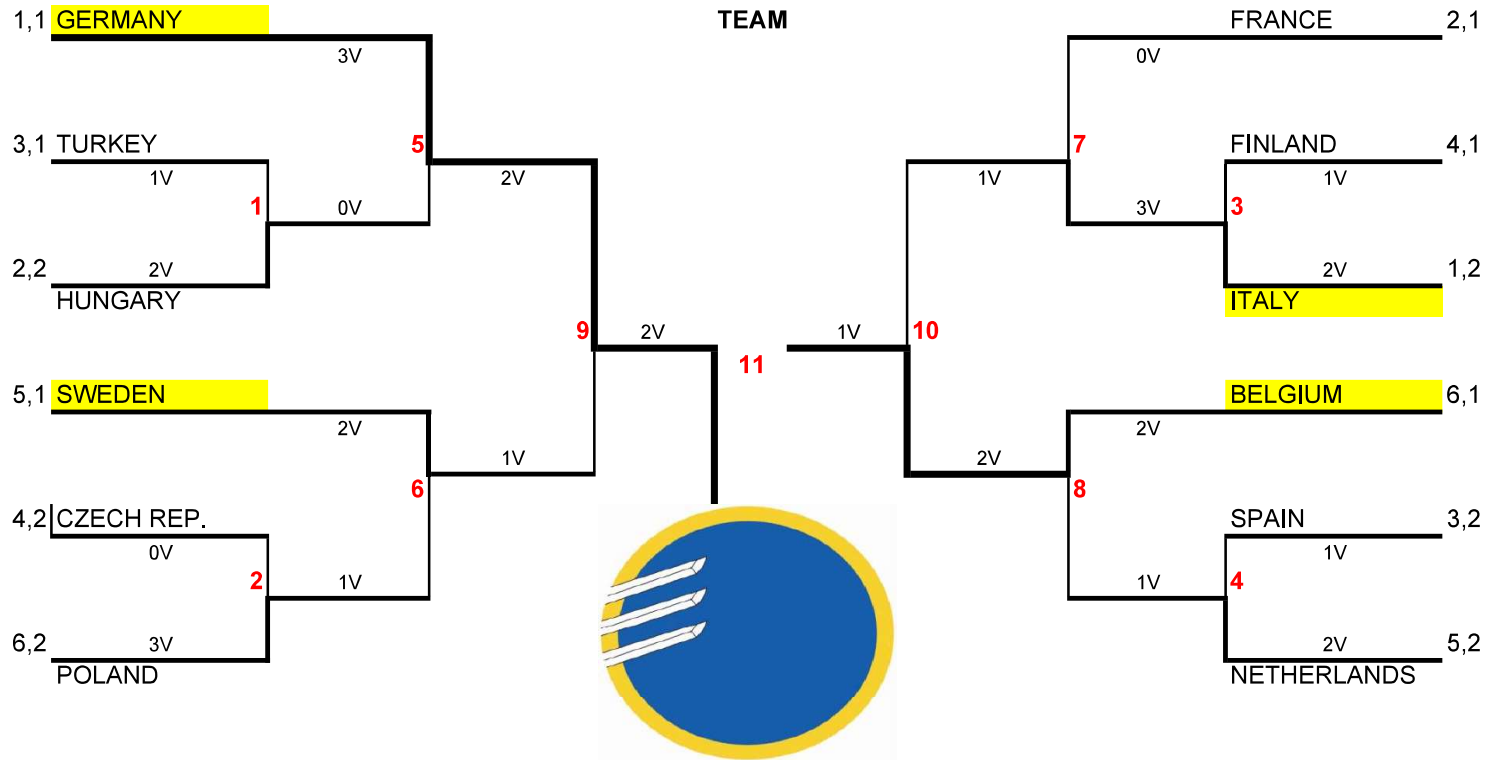 1,1 GERMANY TEAM FRANCE 2,1
3V 0V
3,1 TURKEY 5 7 FINLAND 4,1
1V 2V 1V 1V
1 0V 3V 3
2,2 2V 2V 1,2
HUNGARY ITALY
9 2V 11 1V 10
5,1 SWEDEN BELGIUM 6,1
2V 2V
1V 2V
6 8
4,2 CZECH REP. SPAIN 3,2
0V 1V
2 1V 1V 4
6,2 3V 2V 5,2
POLAND NETHERLANDS